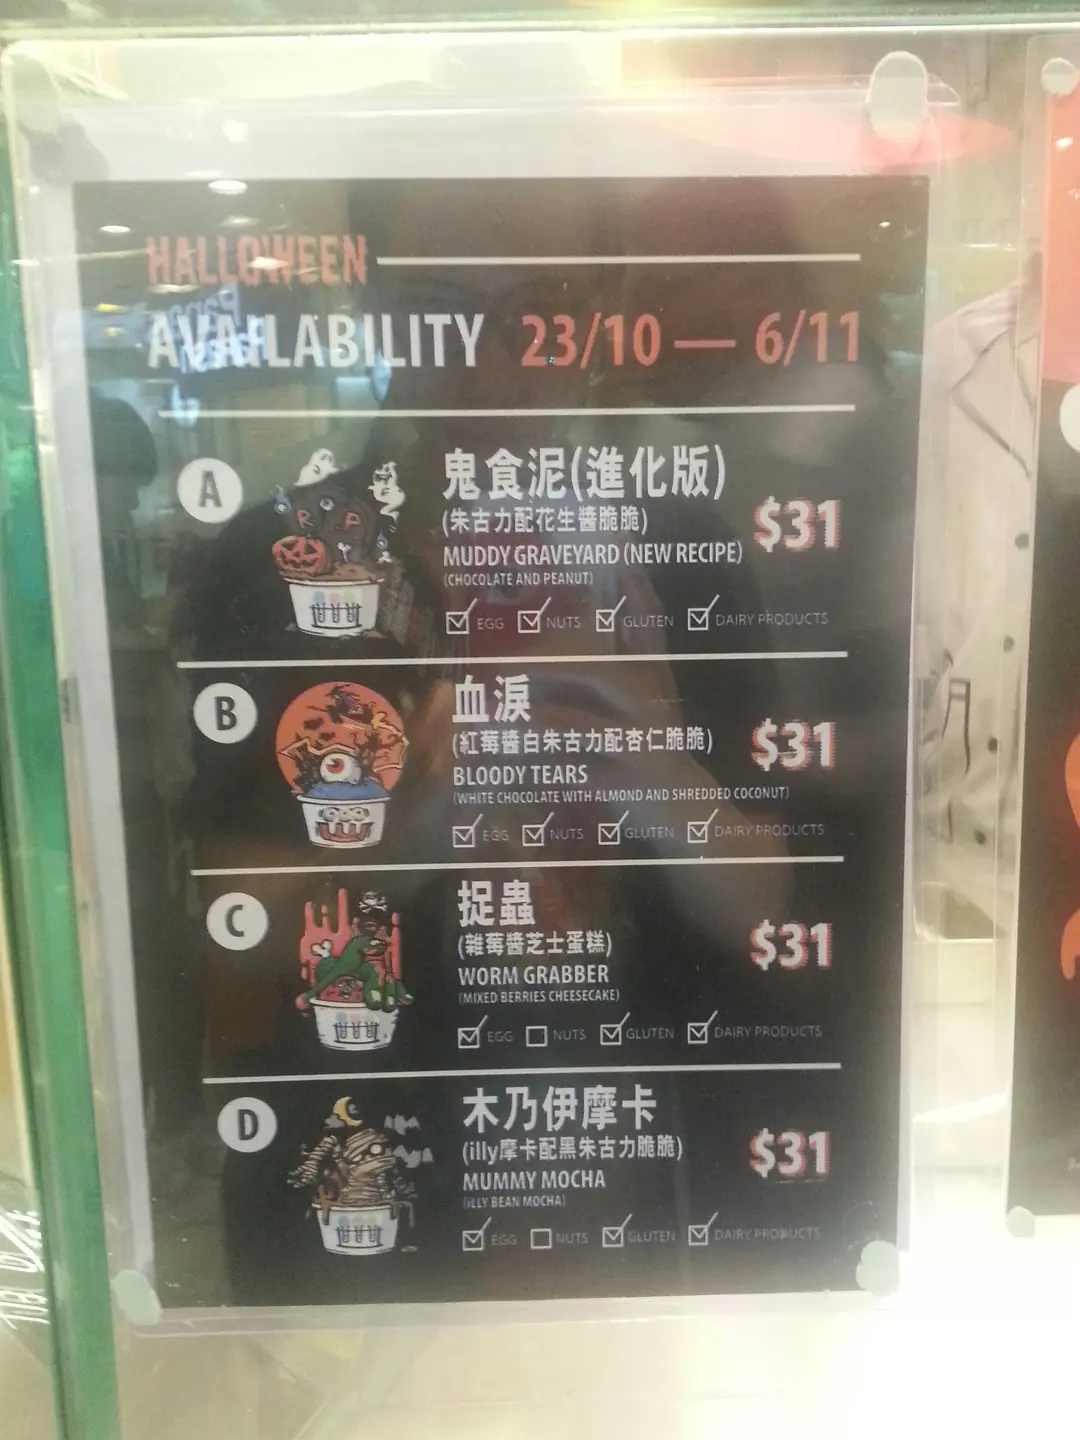 HALLOWEEN
AVAILABILITY 23/10 — 6/11
A
鬼食泥(進化版)
(朱古力配花生醬脆脆)
$31
MUDDY GRAVEYARD (NEW RECIPE)
(CHOCOLATE AND PEANUT)
☑ EGG ☑ NUTS ☑ GLUTEN ☑ DAIRY PRODUCTS
B
血淚
(紅莓醬白朱古力配杏仁脆脆)
$31
BLOODY TEARS
(WHITE CHOCOLATE WITH ALMOND AND SHREDDED COCONUT)
☑ EGG ☑ NUTS ☑ GLUTEN ☑ DAIRY PRODUCTS
C
捉蟲
(雜莓醬芝士蛋糕)
$31
WORM GRABBER
(MIXED BERRIES CHEESECAKE)
☑ EGG ☐ NUTS ☑ GLUTEN ☑ DAIRY PRODUCTS
D
木乃伊摩卡
(illy摩卡配黑朱古力脆脆)
$31
MUMMY MOCHA
(iLLY BEAN MOCHA)
☑ EGG ☐ NUTS ☑ GLUTEN ☑ DAIRY PRODUCTS